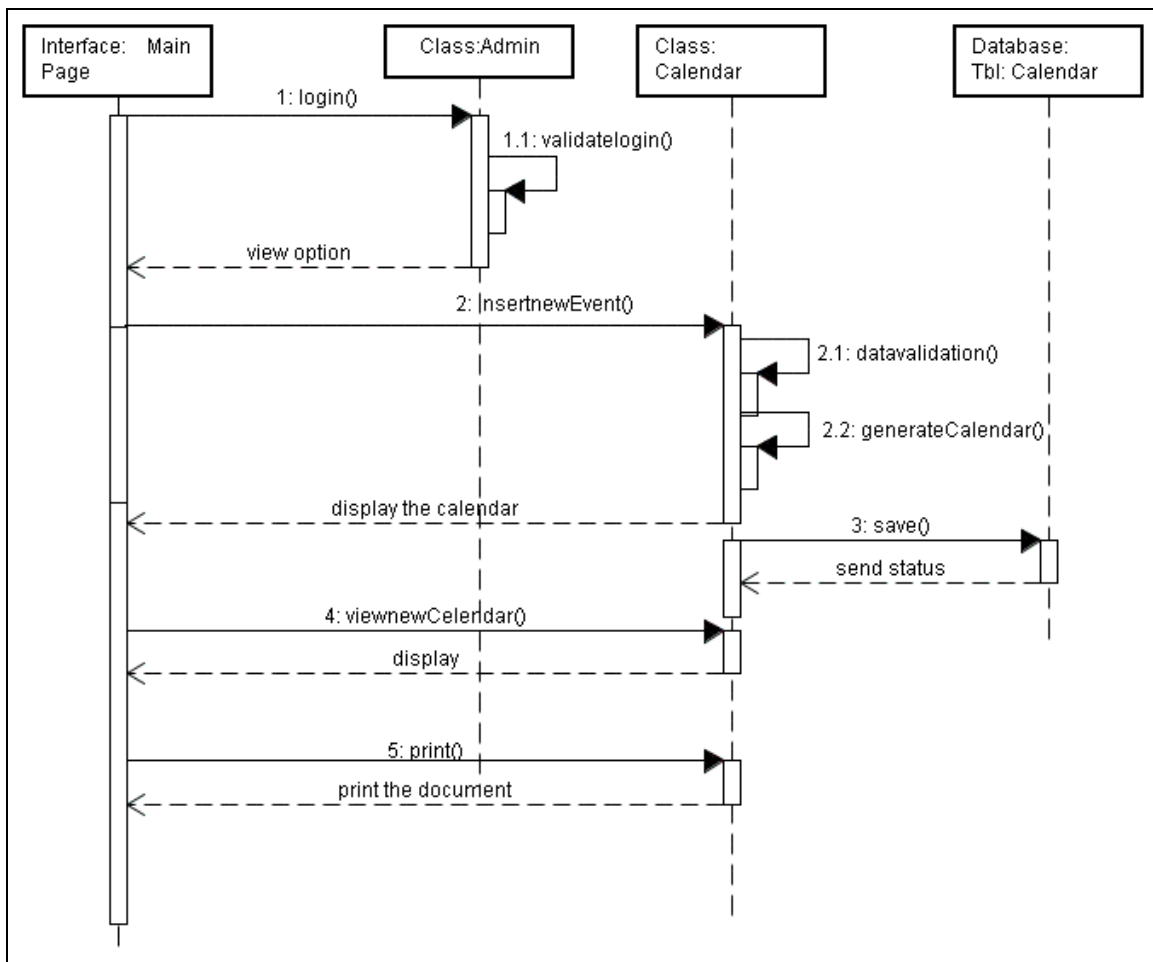 Interface: Main
Page
Class:Admin
Class:
Calendar
Database:
Tbl: Calendar
1: login()
1.1: validatelogin()
view option
2: InsertnewEvent()
2.1: datavalidation()
2.2: generateCalendar()
display the calendar
3: save()
send status
4: viewnewCelendar()
display
5: print()
print the document